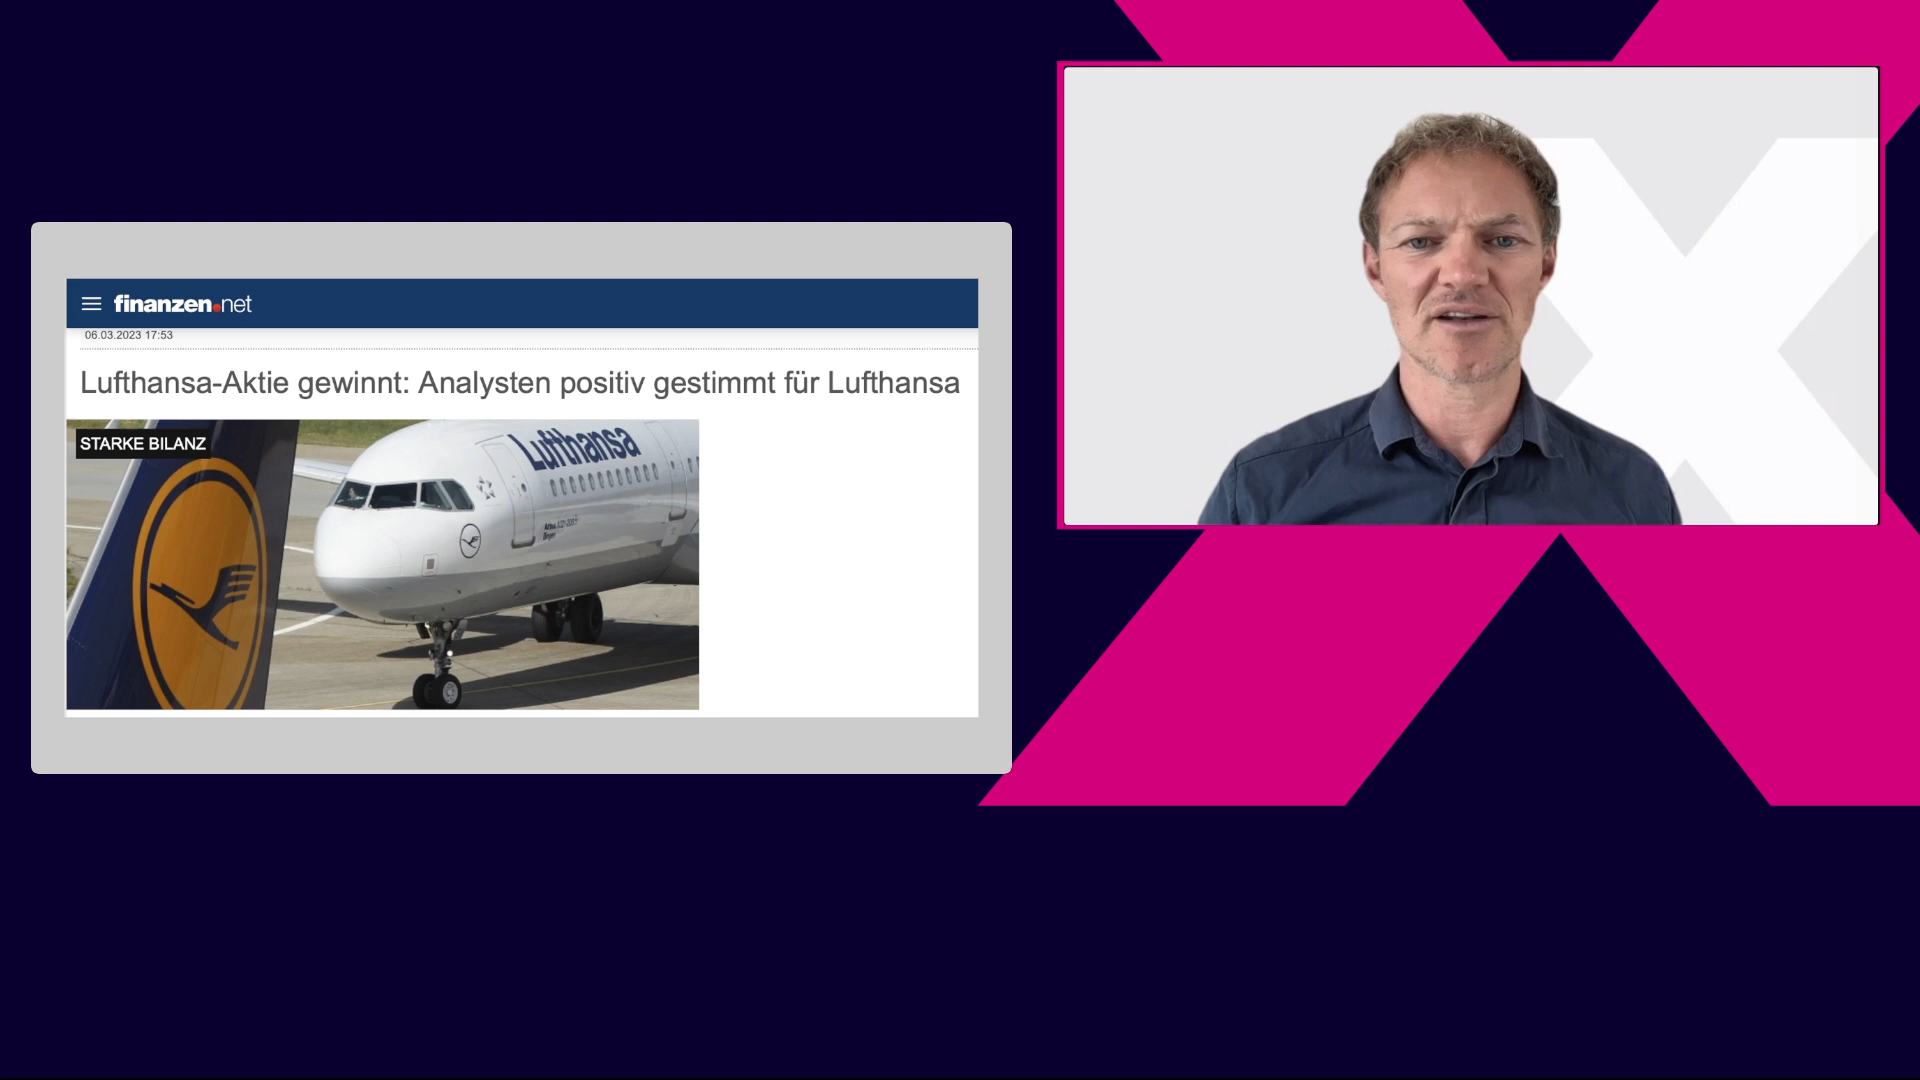 finanzen.net
06.03.2023 17:53
Lufthansa-Aktie gewinnt: Analysten positiv gestimmt für Lufthansa
STARKE BILANZ
Lufthansa